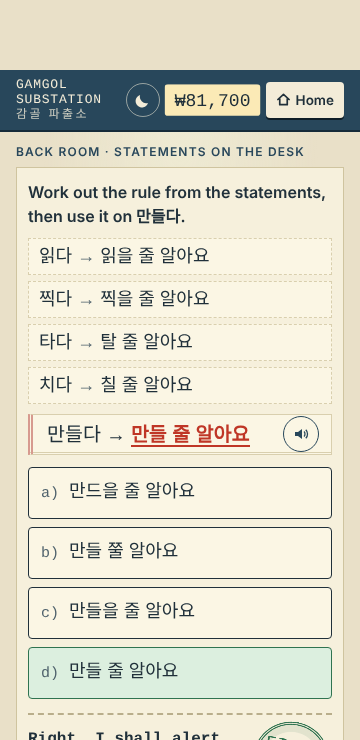 GAMGOL
SUBSTATION
감골 파출소
₩81,700
Home
BACK ROOM · STATEMENTS ON THE DESK
Work out the rule from the statements,
then use it on 만들다.
읽다 → 읽을 줄 알아요
찍다 → 찍을 줄 알아요
타다 → 탈 줄 알아요
치다 → 칠 줄 알아요
만들다 → 만들 줄 알아요
a) 만드을 줄 알아요
b) 만들 쭐 알아요
c) 만들을 줄 알아요
d) 만들 줄 알아요
Right. I shall alert